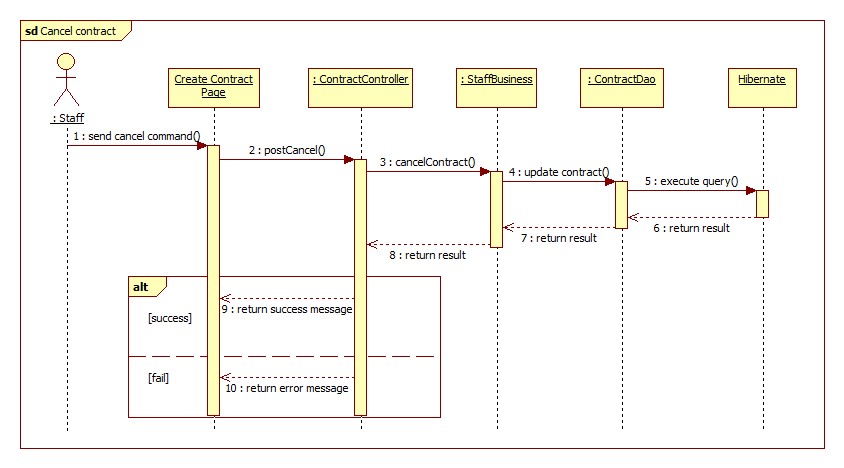 sd Cancel contract
Create Contract
Page
: ContractController
: StaffBusiness
: ContractDao
Hibernate
: Staff
1 : send cancel command()
2 : postCancel()
3 : cancelContract()
4 : update contract()
5 : execute query()
6 : return result
7 : return result
8 : return result
alt
9 : return success message
[success]
[fail]
10 : return error message